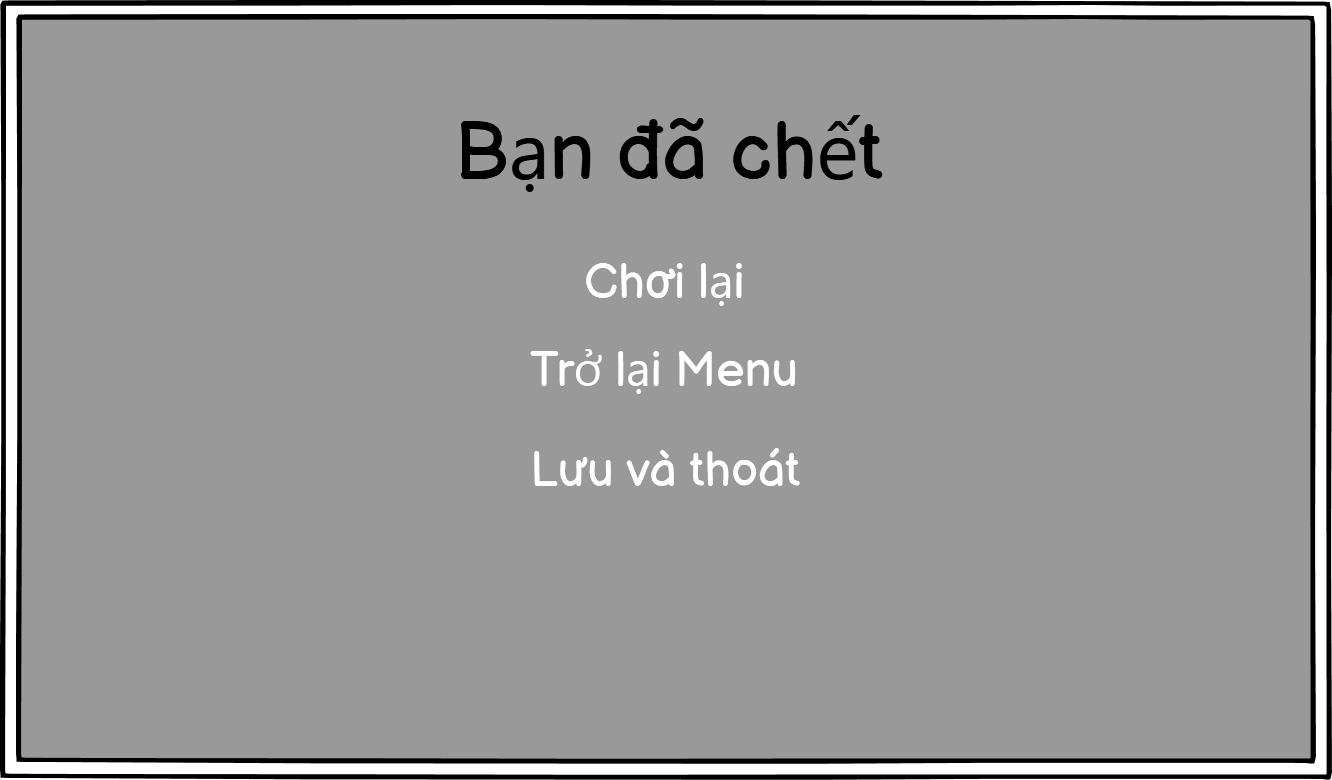 Bạn đã chết
Chơi lại
Trở lại Menu
Lưu và thoát